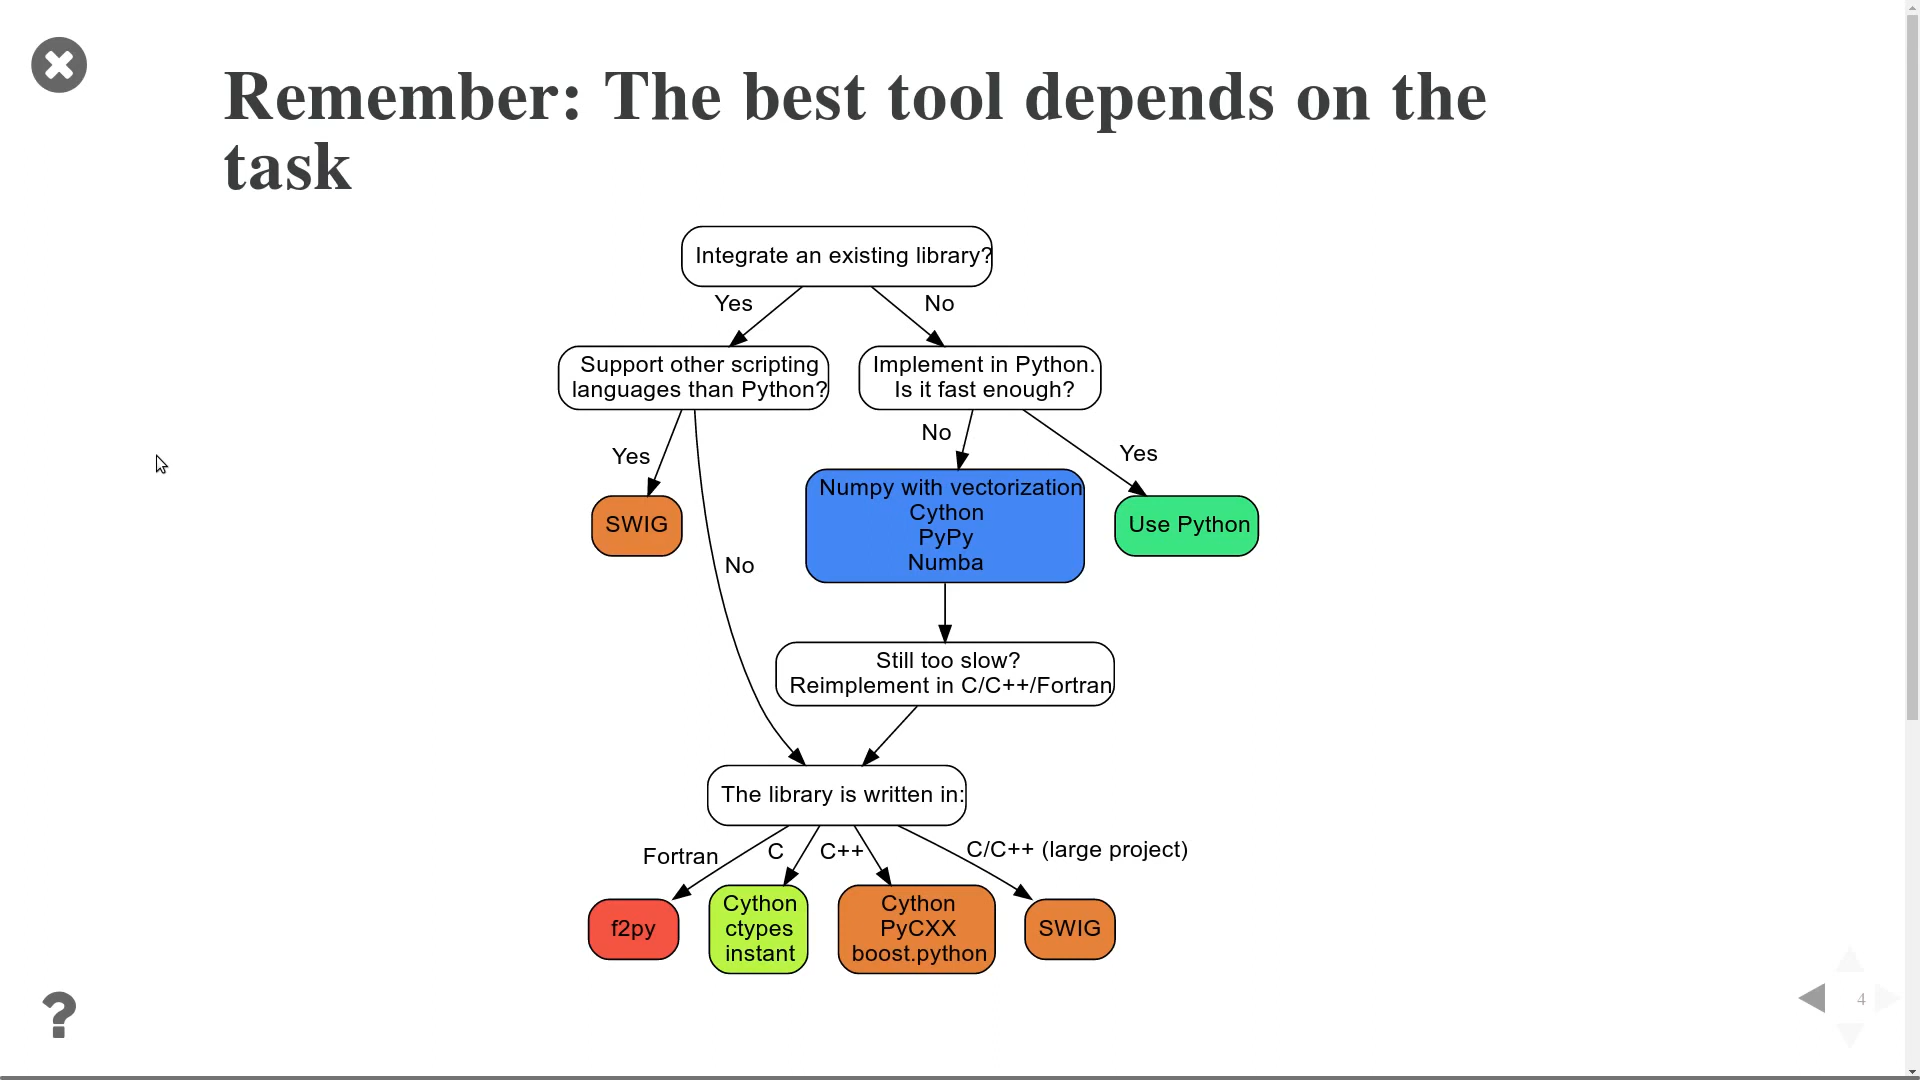 Remember: The best tool depends on the
task
Integrate an existing library?
Yes
No
Support other scripting
languages than Python?
Implement in Python.
Is it fast enough?
Yes
No
No
Yes
SWIG
Numpy with vectorization
Cython
PyPy
Numba
Use Python
Still too slow?
Reimplement in C/C++/Fortran
The library is written in:
Fortran
C
C++
C/C++ (large project)
f2py
Cython
ctypes
instant
Cython
PyCXX
boost.python
SWIG
?
4